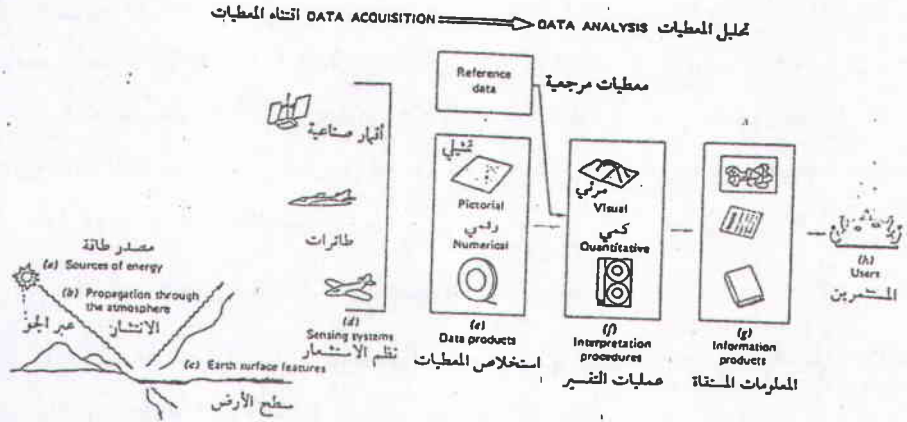 اقتناء المعطيات DATA ACQUISITION ⟹ DATA ANALYSIS تحليل المعطيات
Reference
data
معطيات مرجعية
أقمار صناعية
طائرات
(d)
Sensing systems
نظم الاستشعار
مصدر طاقة
(a) Sources of energy
(b) Propagation through
the atmosphere
عبر الجو
الانتشار
(c) Earth surface features
سطح الأرض
تمثيلي
Pictorial
رقمي
Numerical
(e)
Data products
استخلاص المعطيات
مرئي
Visual
كمي
Quantitative
(f)
Interpretation
procedures
عمليات التفسير
(g)
Information
products
المعلومات المستقاة
(h)
Users